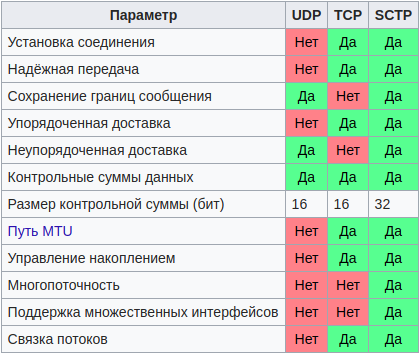 Параметр UDP TCP SCTP
Установка соединения Нет Да Да
Надёжная передача Нет Да Да
Сохранение границ сообщения Да Нет Да
Упорядоченная доставка Нет Да Да
Неупорядоченная доставка Да Нет Да
Контрольные суммы данных Да Да Да
Размер контрольной суммы (бит) 16 16 32
Путь MTU Нет Да Да
Управление накоплением Нет Да Да
Многопоточность Нет Нет Да
Поддержка множественных интерфейсов Нет Нет Да
Связка потоков Нет Да Да